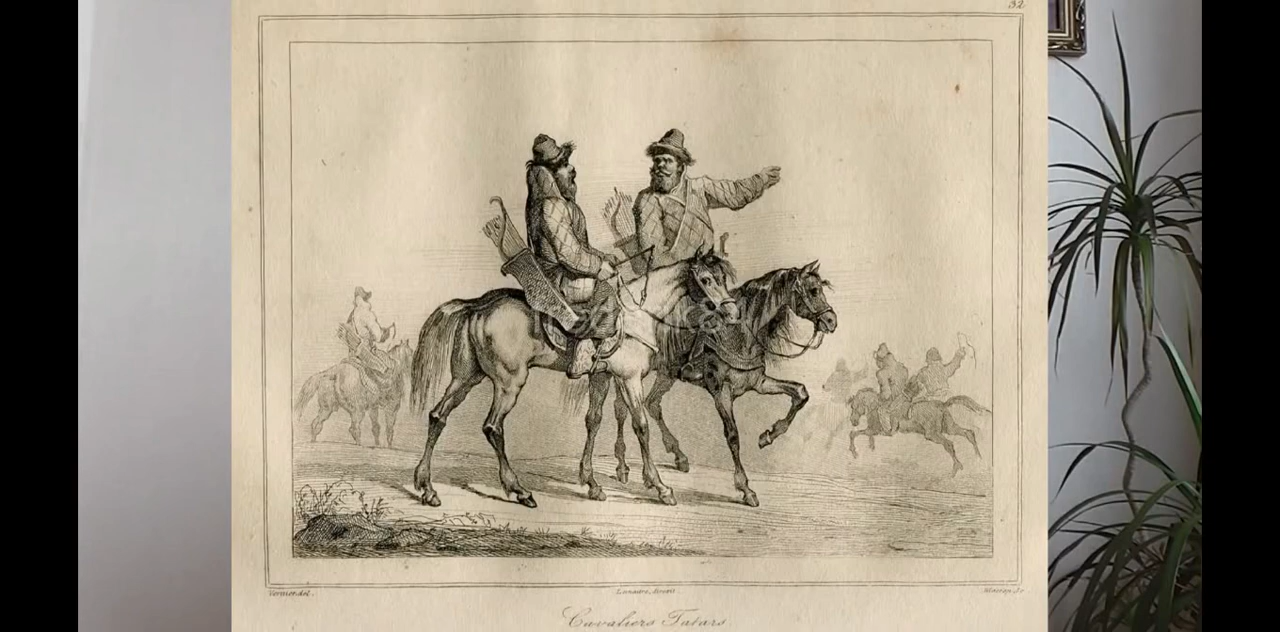 32
Vernier del.
Lemaitre, Direxit
Cavaliers Tatars.